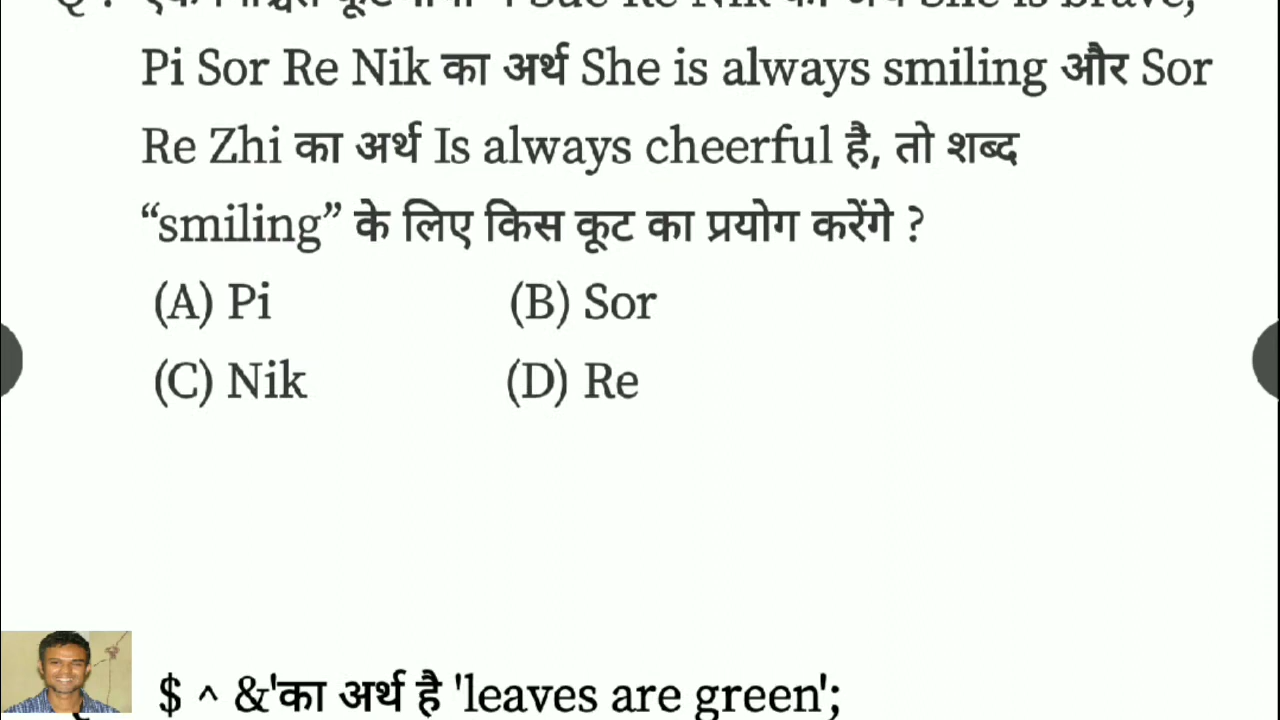 Pi Sor Re Nik का अर्थ She is always smiling और Sor
Re Zhi का अर्थ Is always cheerful है, तो शब्द
“smiling” के लिए किस कूट का प्रयोग करेंगे ?
(A) Pi (B) Sor
(C) Nik (D) Re
$ ^ &'का अर्थ है 'leaves are green';